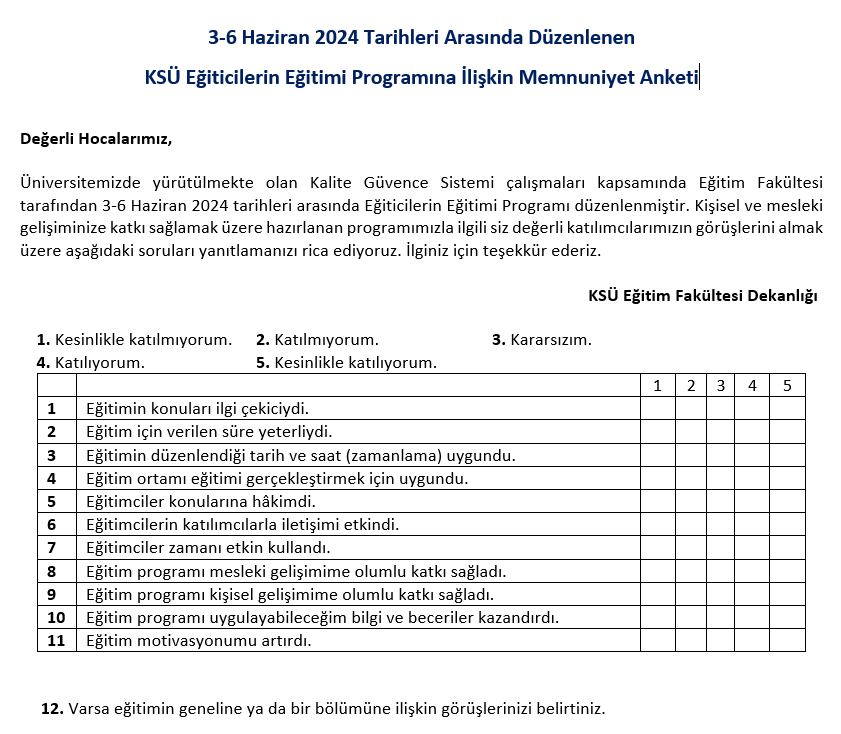 3-6 Haziran 2024 Tarihleri Arasında Düzenlenen
KSÜ Eğiticilerin Eğitimi Programına İlişkin Memnuniyet Anketi
Değerli Hocalarımız,
Üniversitemizde yürütülmekte olan Kalite Güvence Sistemi çalışmaları kapsamında Eğitim Fakültesi
tarafından 3-6 Haziran 2024 tarihleri arasında Eğiticilerin Eğitimi Programı düzenlenmiştir. Kişisel ve mesleki
gelişiminize katkı sağlamak üzere hazırlanan programımızla ilgili siz değerli katılımcılarımızın görüşlerini almak
üzere aşağıdaki soruları yanıtlamanızı rica ediyoruz. İlginiz için teşekkür ederiz.
KSÜ Eğitim Fakültesi Dekanlığı
1. Kesinlikle katılmıyorum. 2. Katılmıyorum. 3. Kararsızım.
4. Katılıyorum. 5. Kesinlikle katılıyorum.
1 2 3 4 5
1 Eğitimin konuları ilgi çekiciydi.
2 Eğitim için verilen süre yeterliydi.
3 Eğitimin düzenlendiği tarih ve saat (zamanlama) uygundu.
4 Eğitim ortamı eğitimi gerçekleştirmek için uygundu.
5 Eğitimciler konularına hâkimdi.
6 Eğitimcilerin katılımcılarla iletişimi etkindi.
7 Eğitimciler zamanı etkin kullandı.
8 Eğitim programı mesleki gelişimime olumlu katkı sağladı.
9 Eğitim programı kişisel gelişimime olumlu katkı sağladı.
10 Eğitim programı uygulayabileceğim bilgi ve beceriler kazandırdı.
11 Eğitim motivasyonumu artırdı.
12. Varsa eğitimin geneline ya da bir bölümüne ilişkin görüşlerinizi belirtiniz.